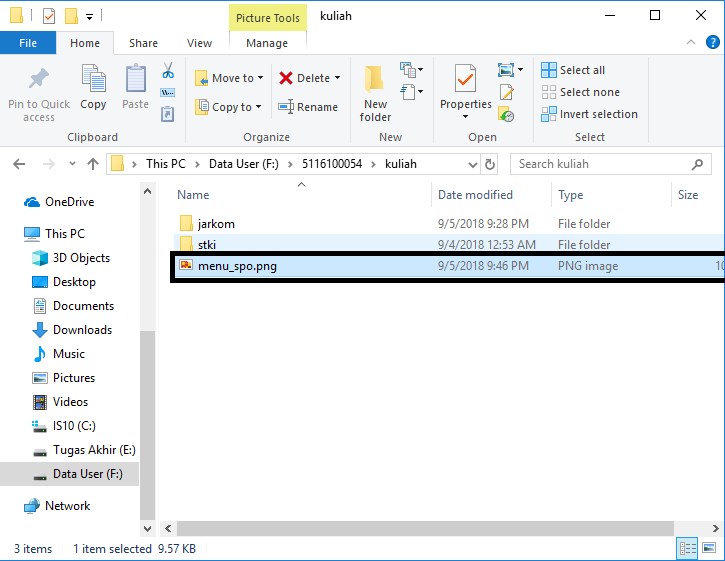 Picture Tools kuliah
File Home Share View Manage
Pin to Quick access
Copy
Paste
Move to
Copy to
Delete
Rename
New folder
Properties
Select all
Select none
Invert selection
Clipboard Organize New Open Select
This PC Data User (F:) 5116100054 kuliah Search kuliah
Name Date modified Type Size
OneDrive
This PC
3D Objects
Desktop
Documents
Downloads
Music
Pictures
Videos
IS10 (C:)
Tugas Akhir (E:)
Data User (F:)
Network
jarkom 9/5/2018 9:28 PM File folder
stki 9/4/2018 12:53 AM File folder
menu_spo.png 9/5/2018 9:46 PM PNG image 10
3 items 1 item selected 9.57 KB